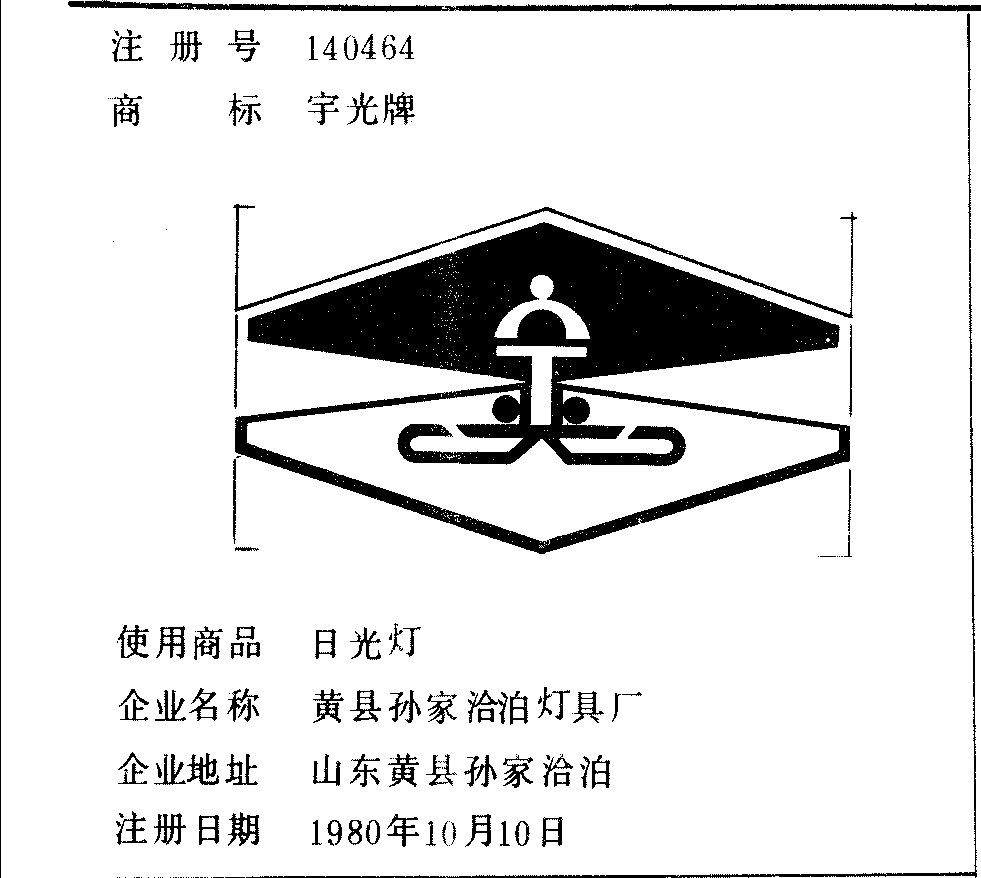 注册号 140464
商标 宇光牌
使用商品 日光灯
企业名称 黄县孙家洽泊灯具厂
企业地址 山东黄县孙家洽泊
注册日期 1980年10月10日